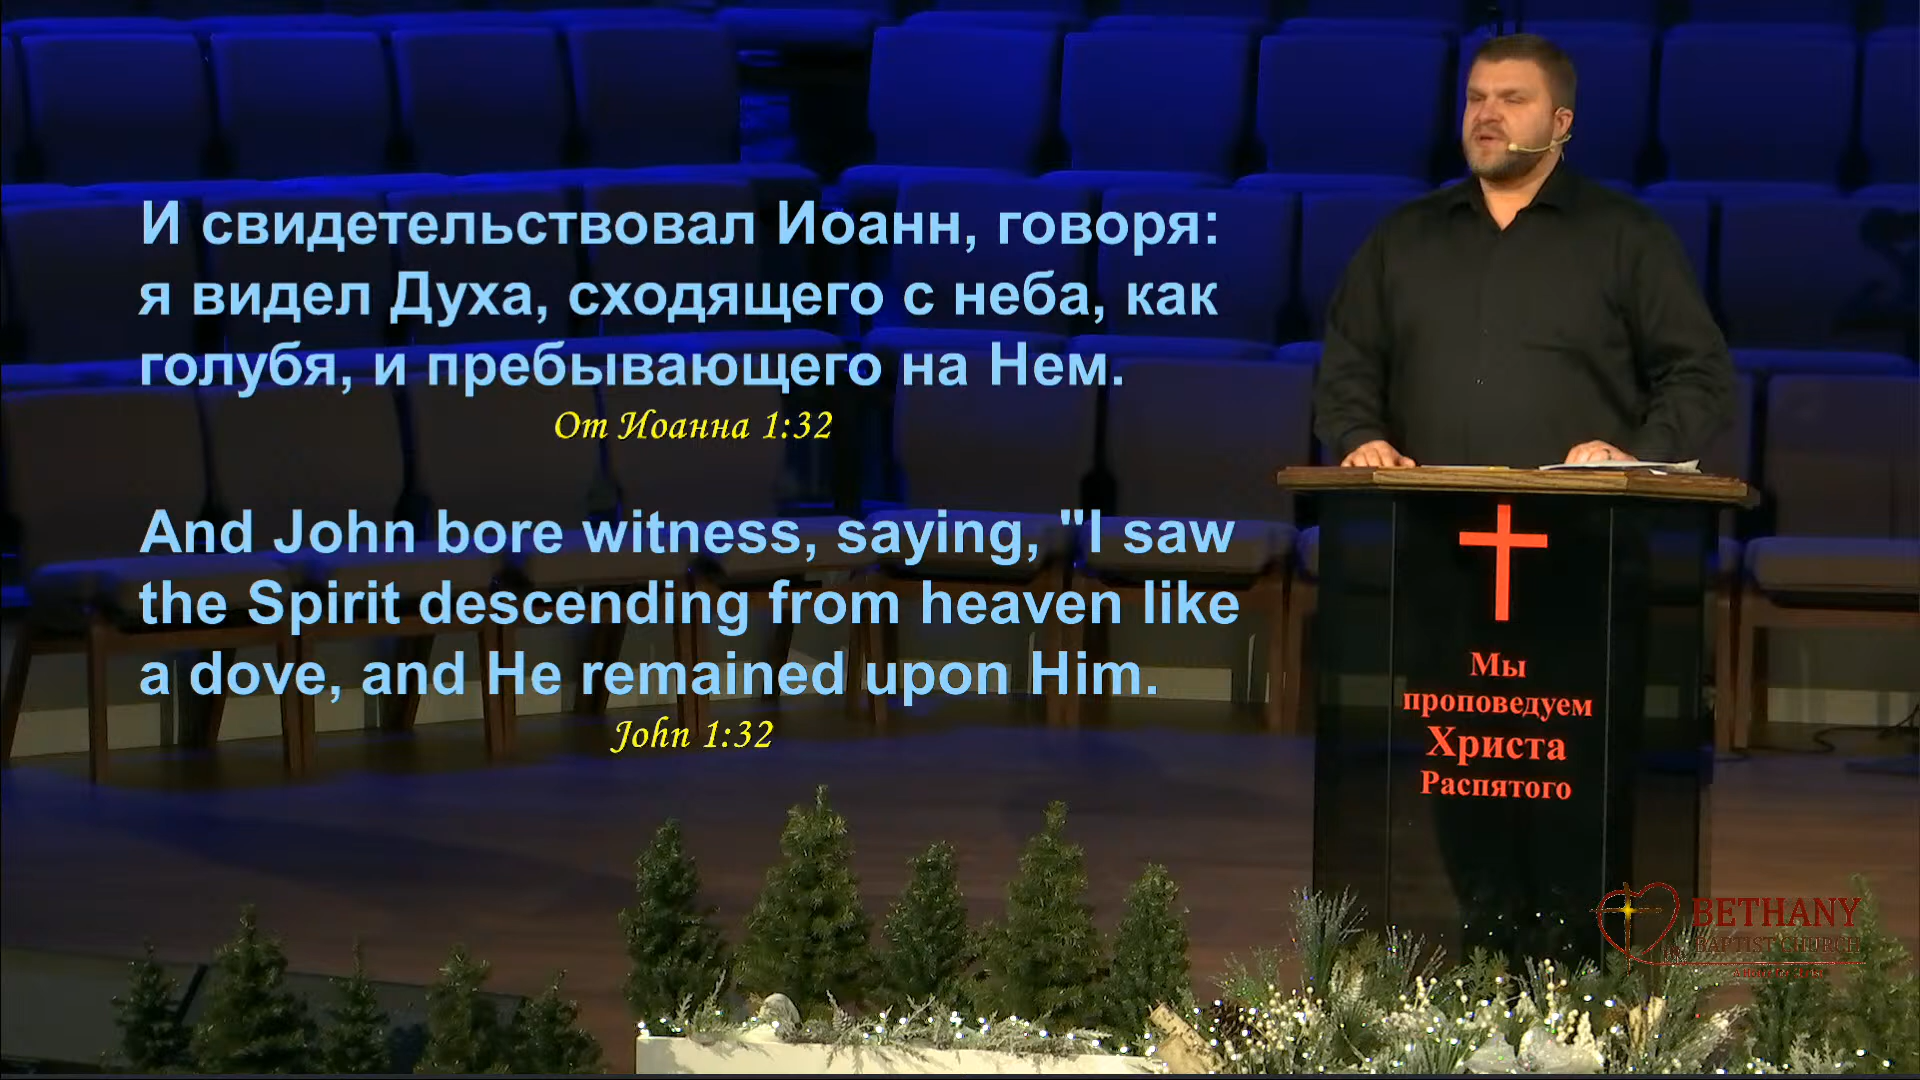 И свидетельствовал Иоанн, говоря:
я видел Духа, сходящего с неба, как
голубя, и пребывающего на Нем.
От Иоанна 1:32
And John bore witness, saying, "I saw
the Spirit descending from heaven like
a dove, and He remained upon Him.
John 1:32
Мы
проповедуем
Христа
Распятого
BETHANY
BAPTIST CHURCH